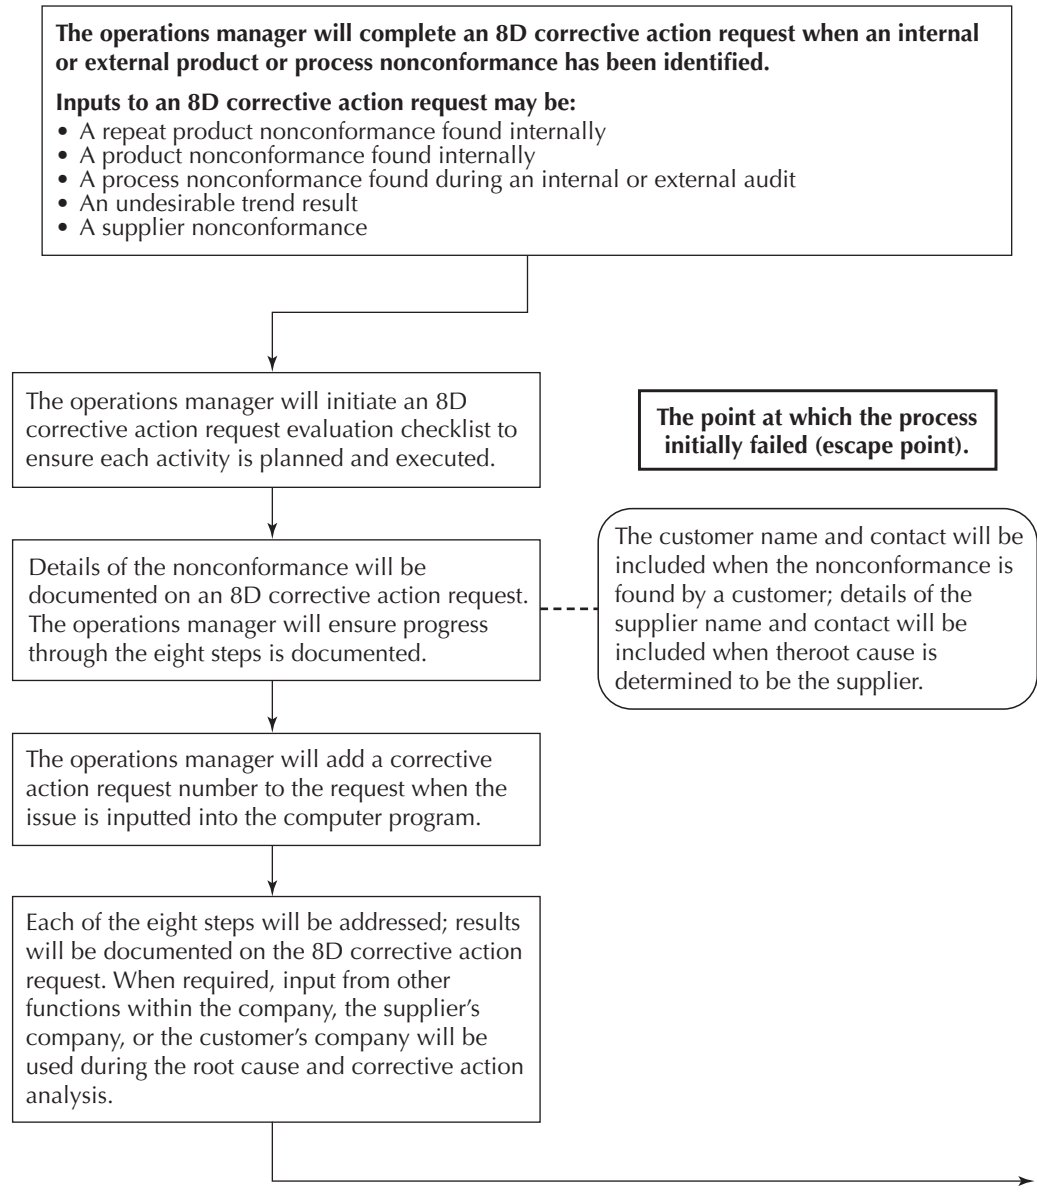 The operations manager will complete an 8D corrective action request when an internal
or external product or process nonconformance has been identified.
Inputs to an 8D corrective action request may be:
• A repeat product nonconformance found internally
• A product nonconformance found internally
• A process nonconformance found during an internal or external audit
• An undesirable trend result
• A supplier nonconformance
The operations manager will initiate an 8D
corrective action request evaluation checklist to
ensure each activity is planned and executed.
The point at which the process
initially failed (escape point).
Details of the nonconformance will be
documented on an 8D corrective action request.
The operations manager will ensure progress
through the eight steps is documented.
The customer name and contact will be
included when the nonconformance is
found by a customer; details of the
supplier name and contact will be
included when theroot cause is
determined to be the supplier.
The operations manager will add a corrective
action request number to the request when the
issue is inputted into the computer program.
Each of the eight steps will be addressed; results
will be documented on the 8D corrective action
request. When required, input from other
functions within the company, the supplier’s
company, or the customer’s company will be
used during the root cause and corrective action
analysis.